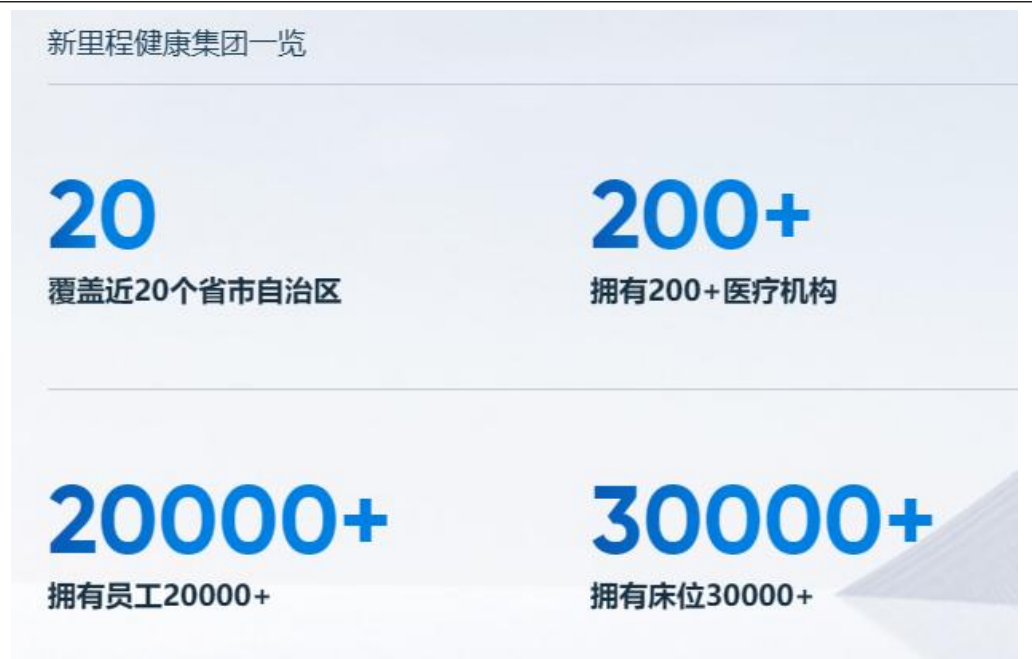 新里程健康集团一览
20
200+
覆盖近20个省市自治区
拥有200+医疗机构
20000+
30000+
拥有员工20000+
拥有床位30000+